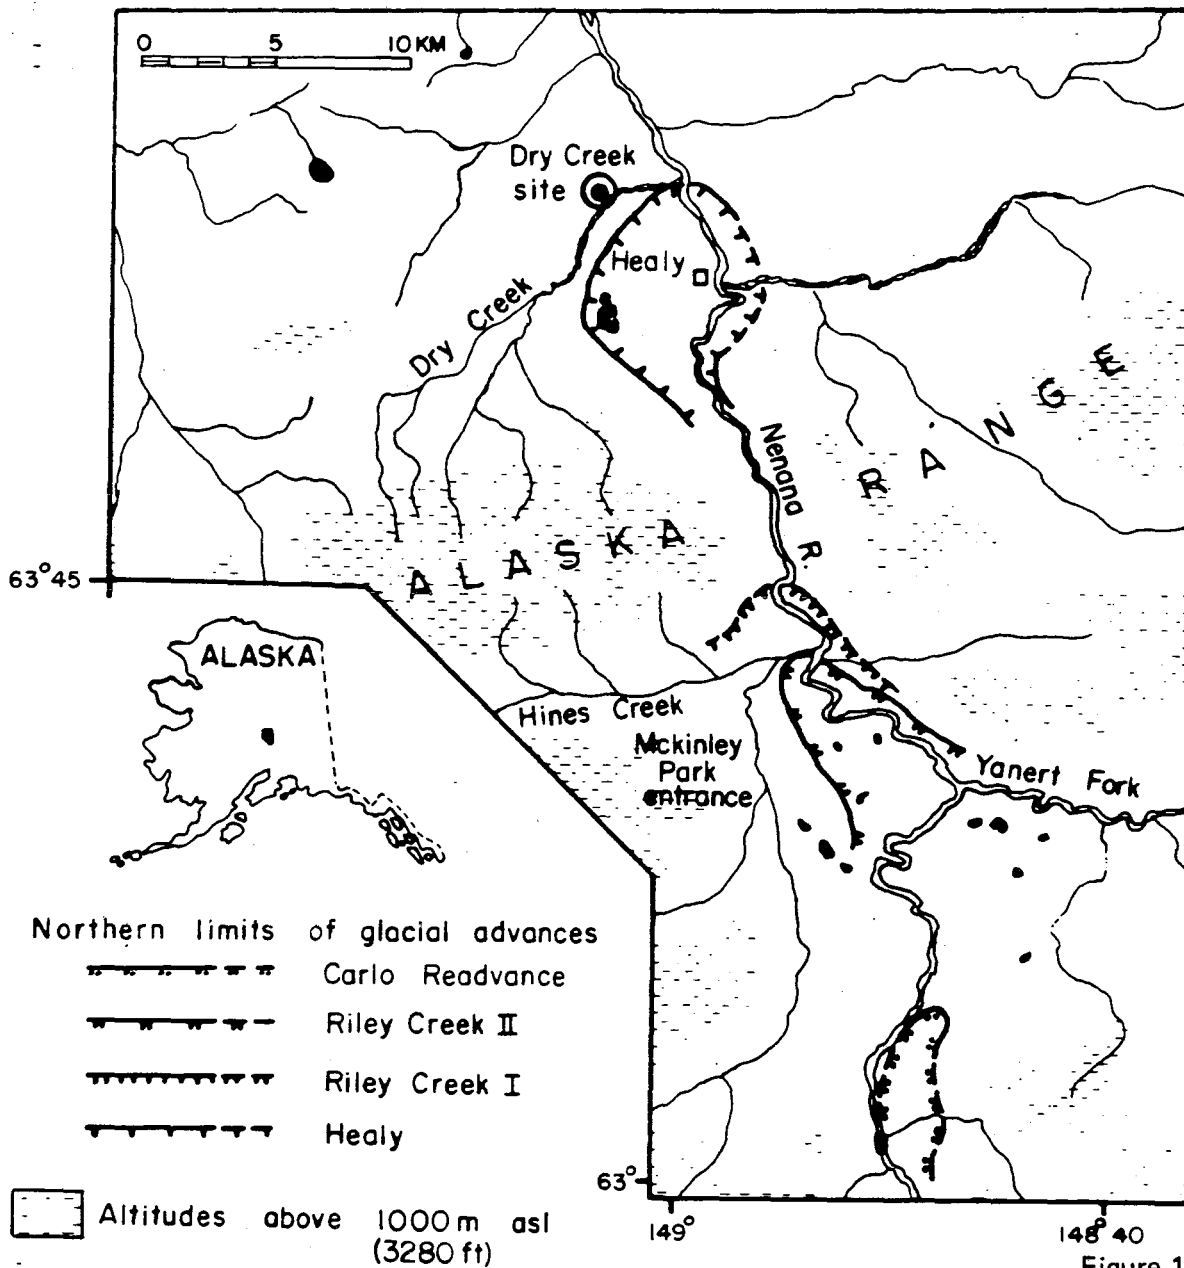 0 5 10 KM
Dry Creek
site
Healy
Dry Creek
Nenana R.
ALASKA
RANGE
63°45
ALASKA
Hines Creek
Mckinley
Park
entrance
Yanert Fork
Northern limits of glacial advances
Carlo Readvance
Riley Creek II
Riley Creek I
Healy
Altitudes above 1000 m asl
(3280 ft)
63°
149°
148°40
Figure 1